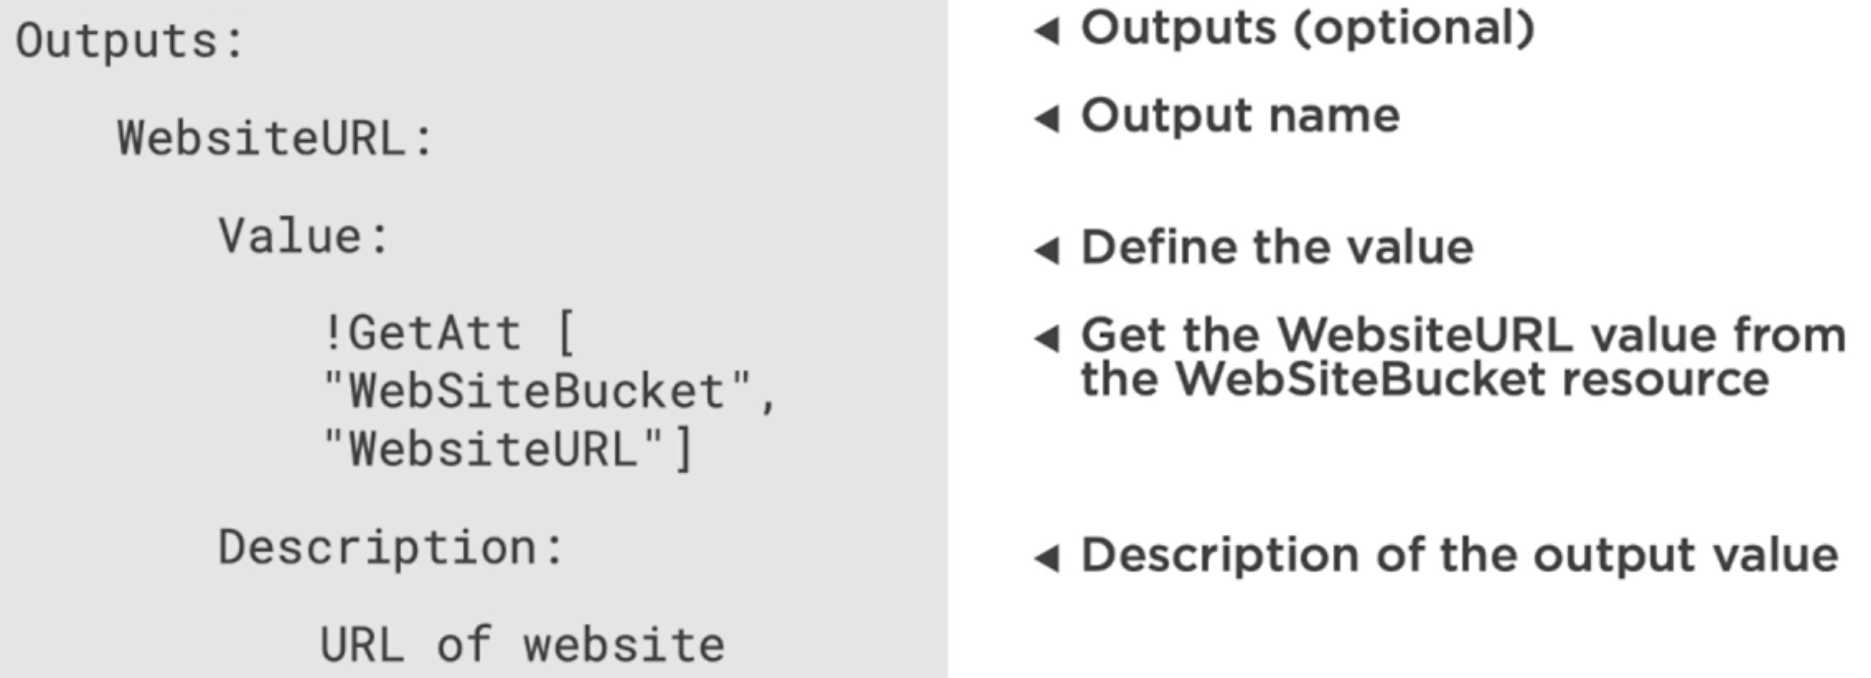 Outputs:
WebsiteURL:
Value:
!GetAtt [
"WebSiteBucket",
"WebsiteURL"]
Description:
URL of website
◄ Outputs (optional)
◄ Output name
◄ Define the value
◄ Get the WebsiteURL value from
the WebSiteBucket resource
◄ Description of the output value